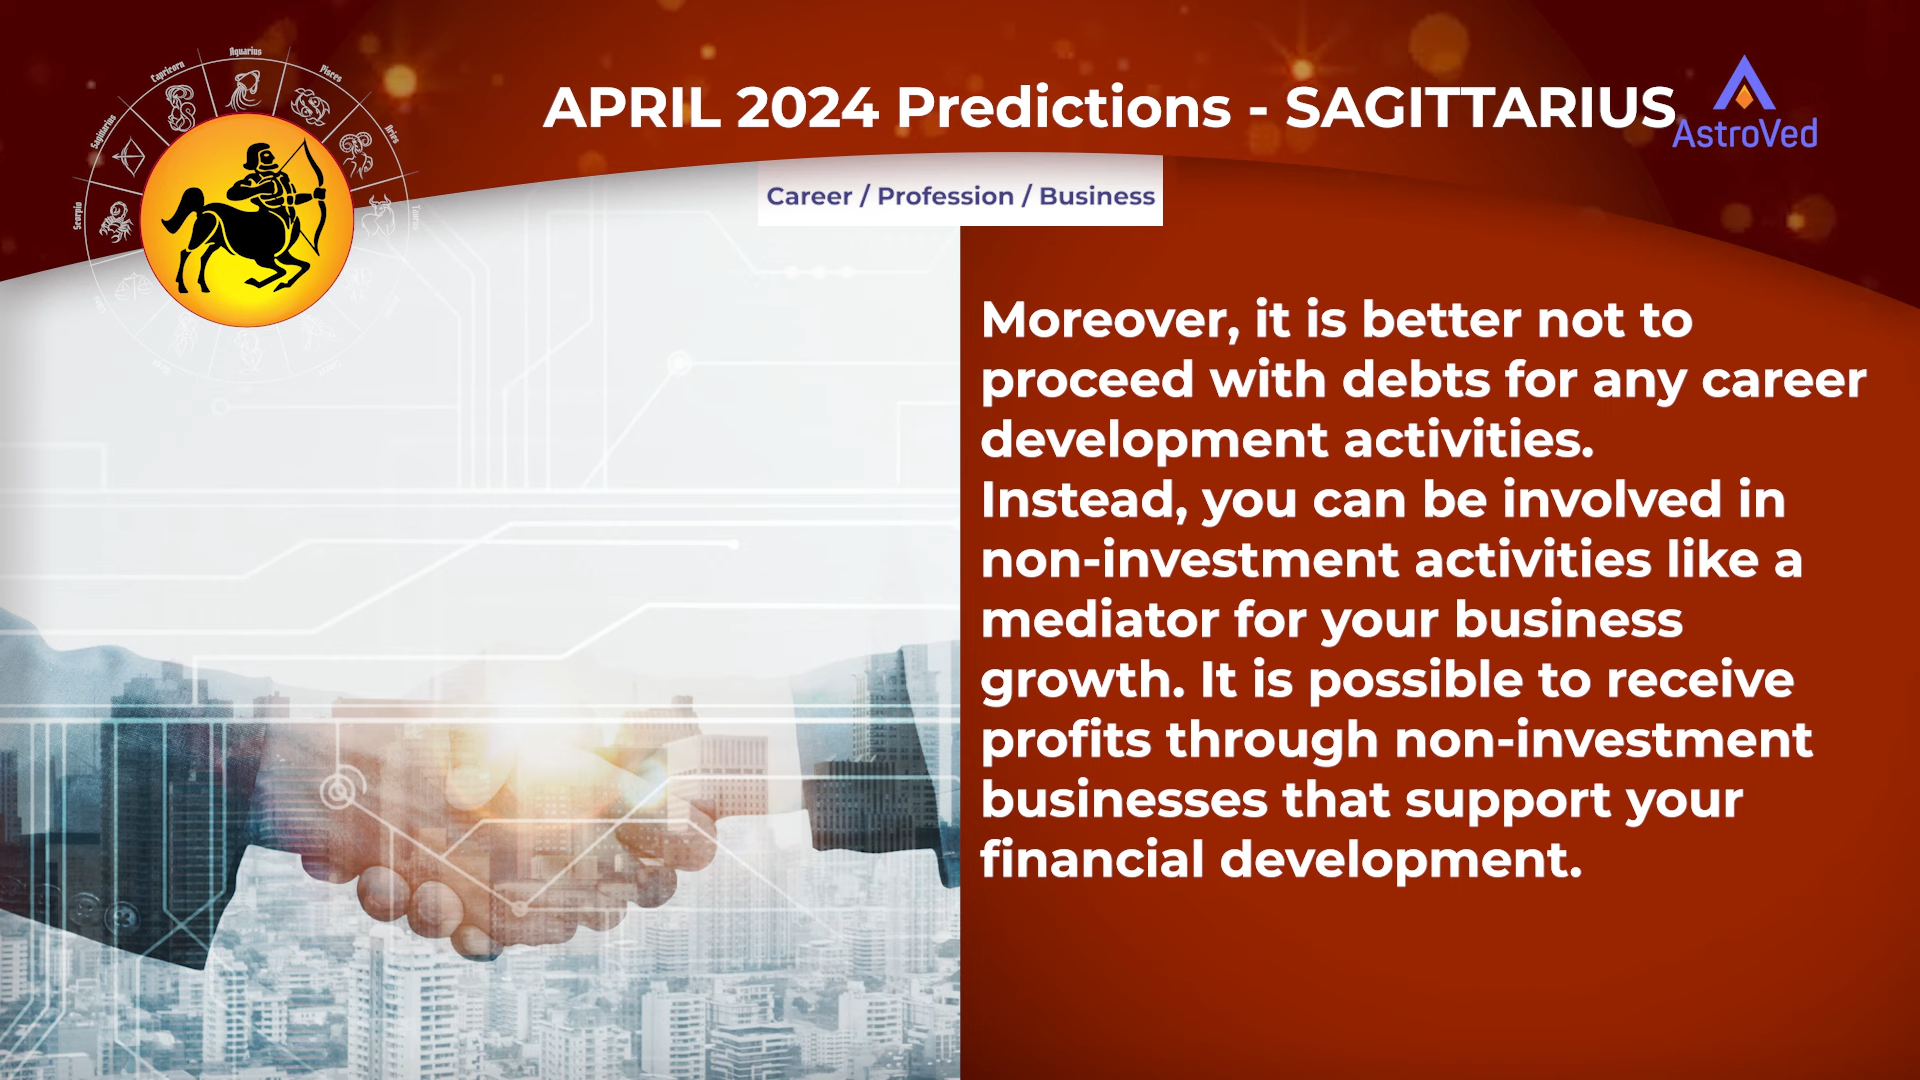 APRIL 2024 Predictions - SAGITTARIUS
AstroVed
Career / Profession / Business
Aquarius
Capricorn
Pisces
Sagittarius
Aries
Scorpio
Moreover, it is better not to
proceed with debts for any career
development activities.
Instead, you can be involved in
non-investment activities like a
mediator for your business
growth. It is possible to receive
profits through non-investment
businesses that support your
financial development.